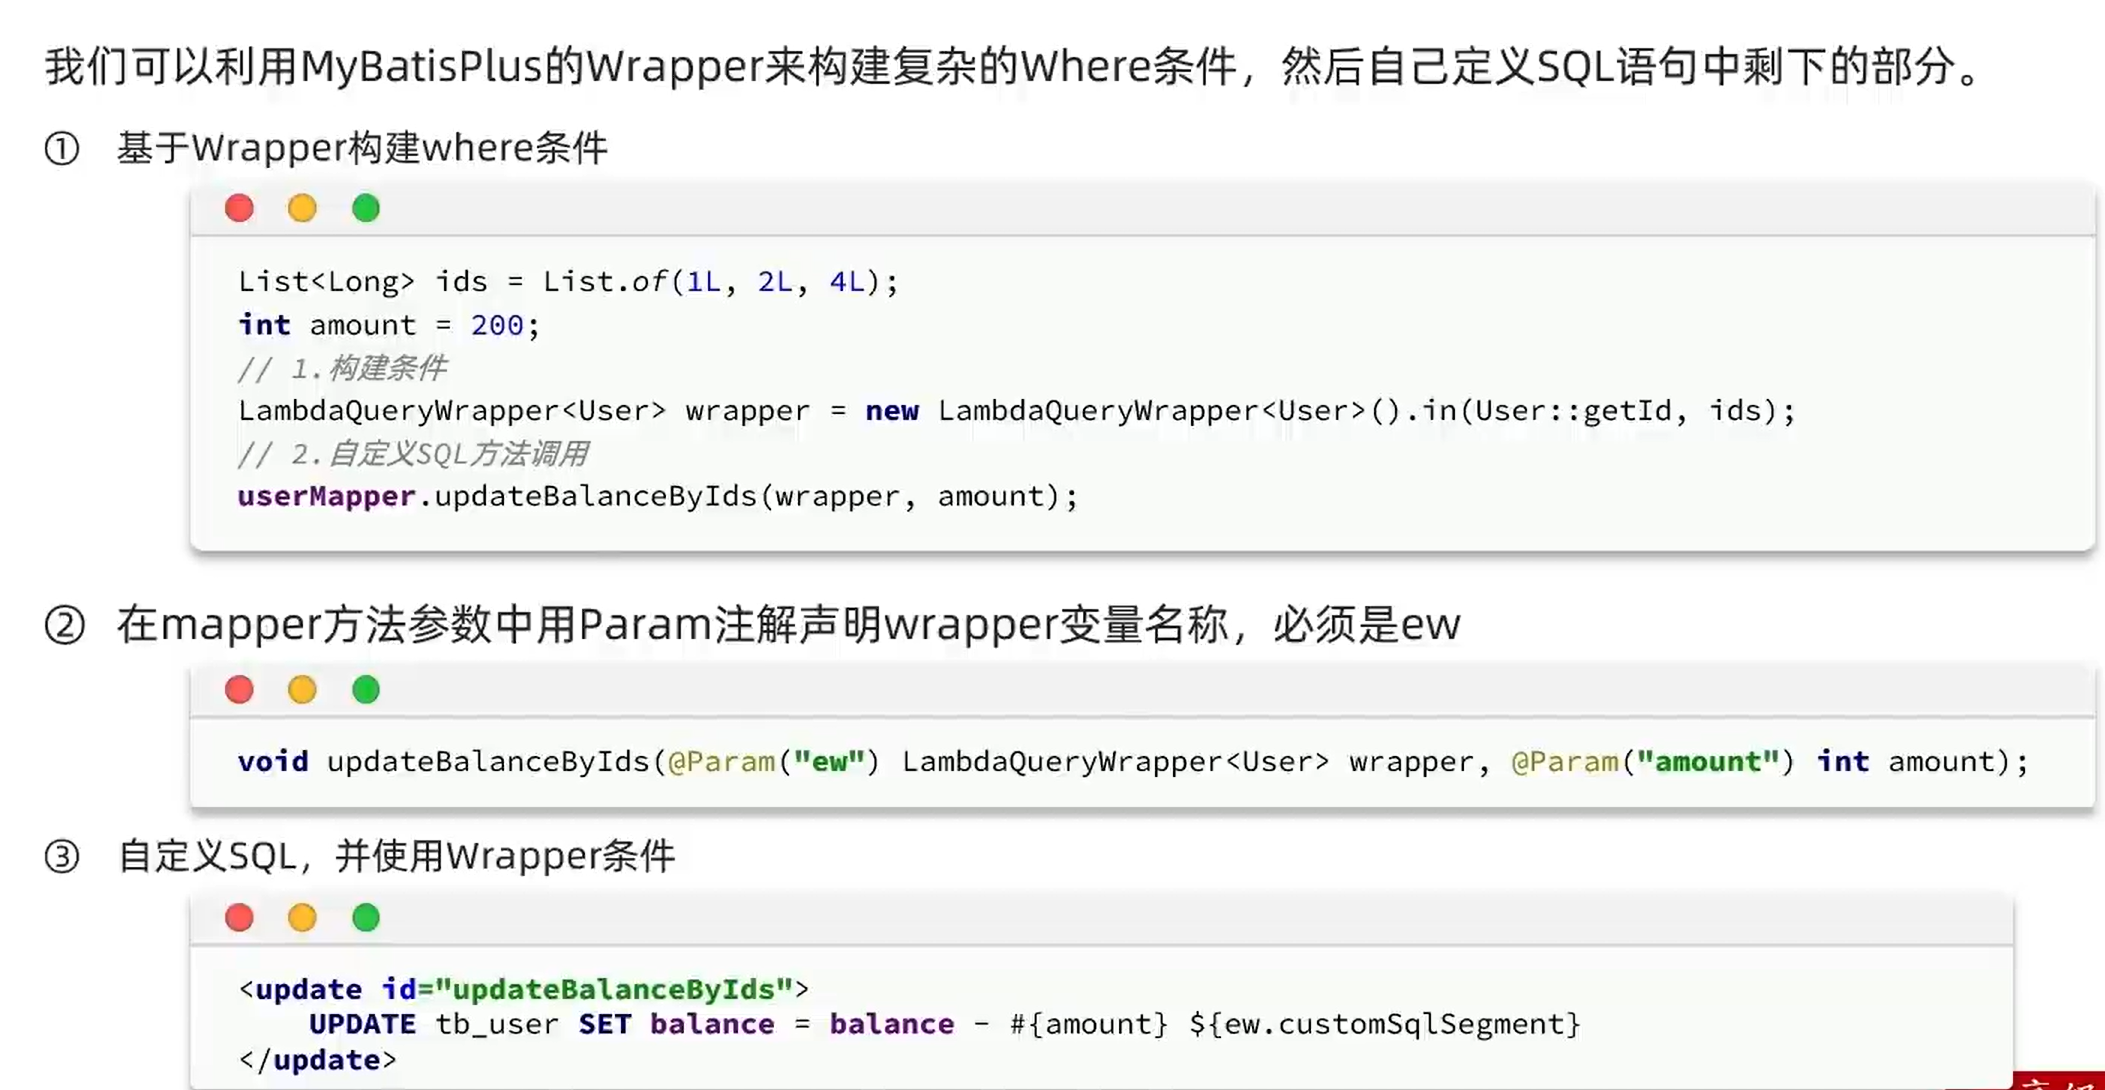 我们可以利用MyBatisPlus的Wrapper来构建复杂的Where条件，然后自己定义SQL语句中剩下的部分。
① 基于Wrapper构建where条件
List<Long> ids = List.of(1L, 2L, 4L);
int amount = 200;
// 1.构建条件
LambdaQueryWrapper<User> wrapper = new LambdaQueryWrapper<User>().in(User::getId, ids);
// 2.自定义SQL方法调用
userMapper.updateBalanceByIds(wrapper, amount);
② 在mapper方法参数中用Param注解声明wrapper变量名称，必须是ew
void updateBalanceByIds(@Param("ew") LambdaQueryWrapper<User> wrapper, @Param("amount") int amount);
③ 自定义SQL，并使用Wrapper条件
<update id="updateBalanceByIds">
    UPDATE tb_user SET balance = balance - #{amount} ${ew.customSqlSegment}
</update>